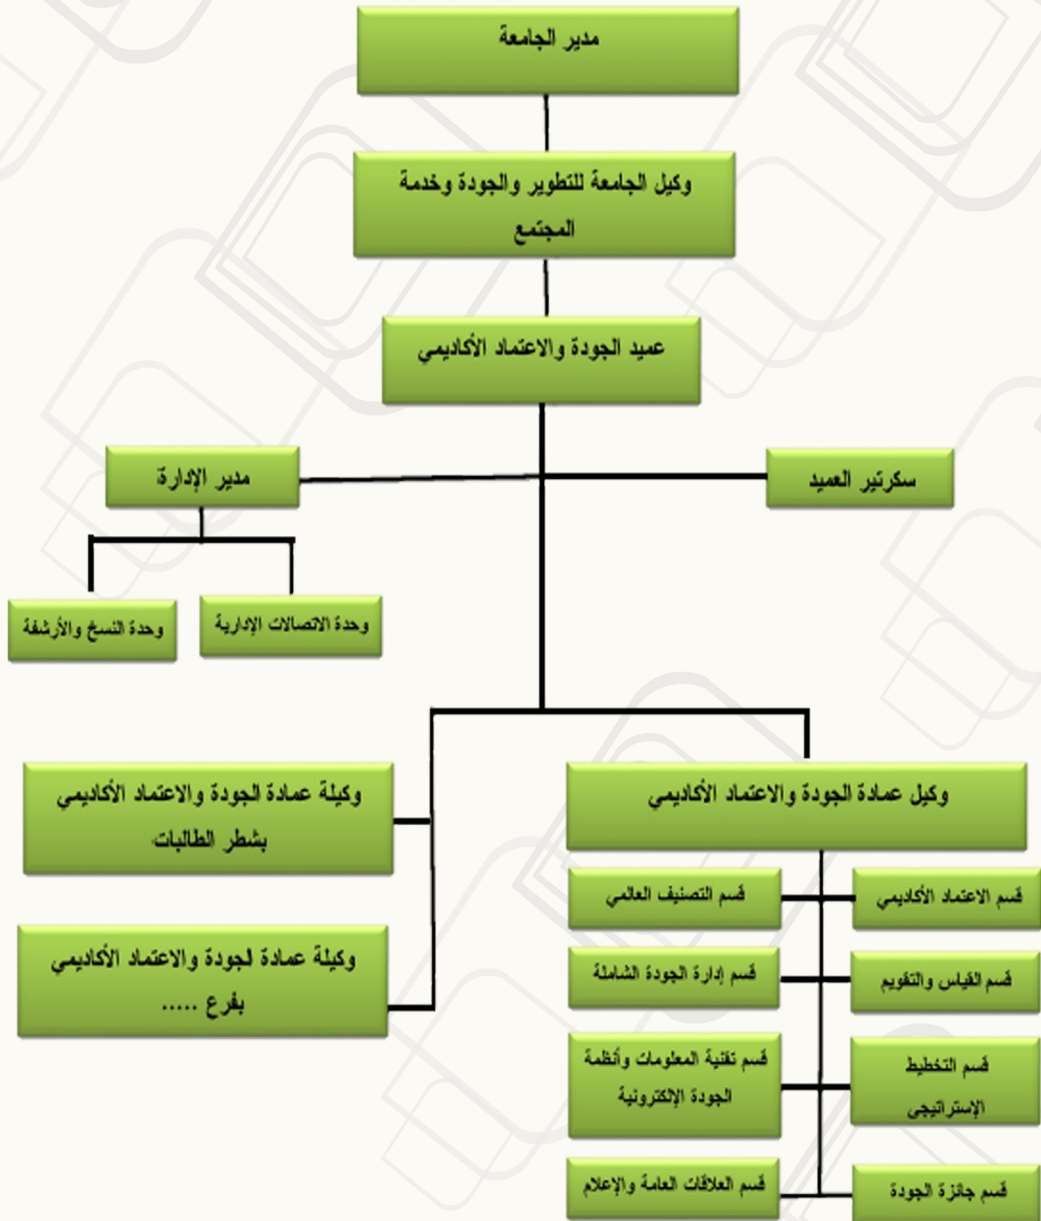 مدير الجامعة
وكيل الجامعة للتطوير والجودة وخدمة
المجتمع
عميد الجودة والاعتماد الأكاديمي
سكرتير العميد
مدير الإدارة
وحدة الاتصالات الإدارية
وحدة النسخ والأرشفة
وكيل عمادة الجودة والاعتماد الأكاديمي
وكيلة عمادة الجودة والاعتماد الأكاديمي
بشطر الطالبات
قسم الاعتماد الأكاديمي
قسم التصنيف العالمي
وكيلة عمادة الجودة والاعتماد الأكاديمي
بفرع .....
قسم القياس والتقويم
قسم إدارة الجودة الشاملة
قسم التخطيط
الإستراتيجي
قسم تقنية المعلومات وأنظمة
الجودة الإلكترونية
قسم جائزة الجودة
قسم العلاقات العامة والإعلام